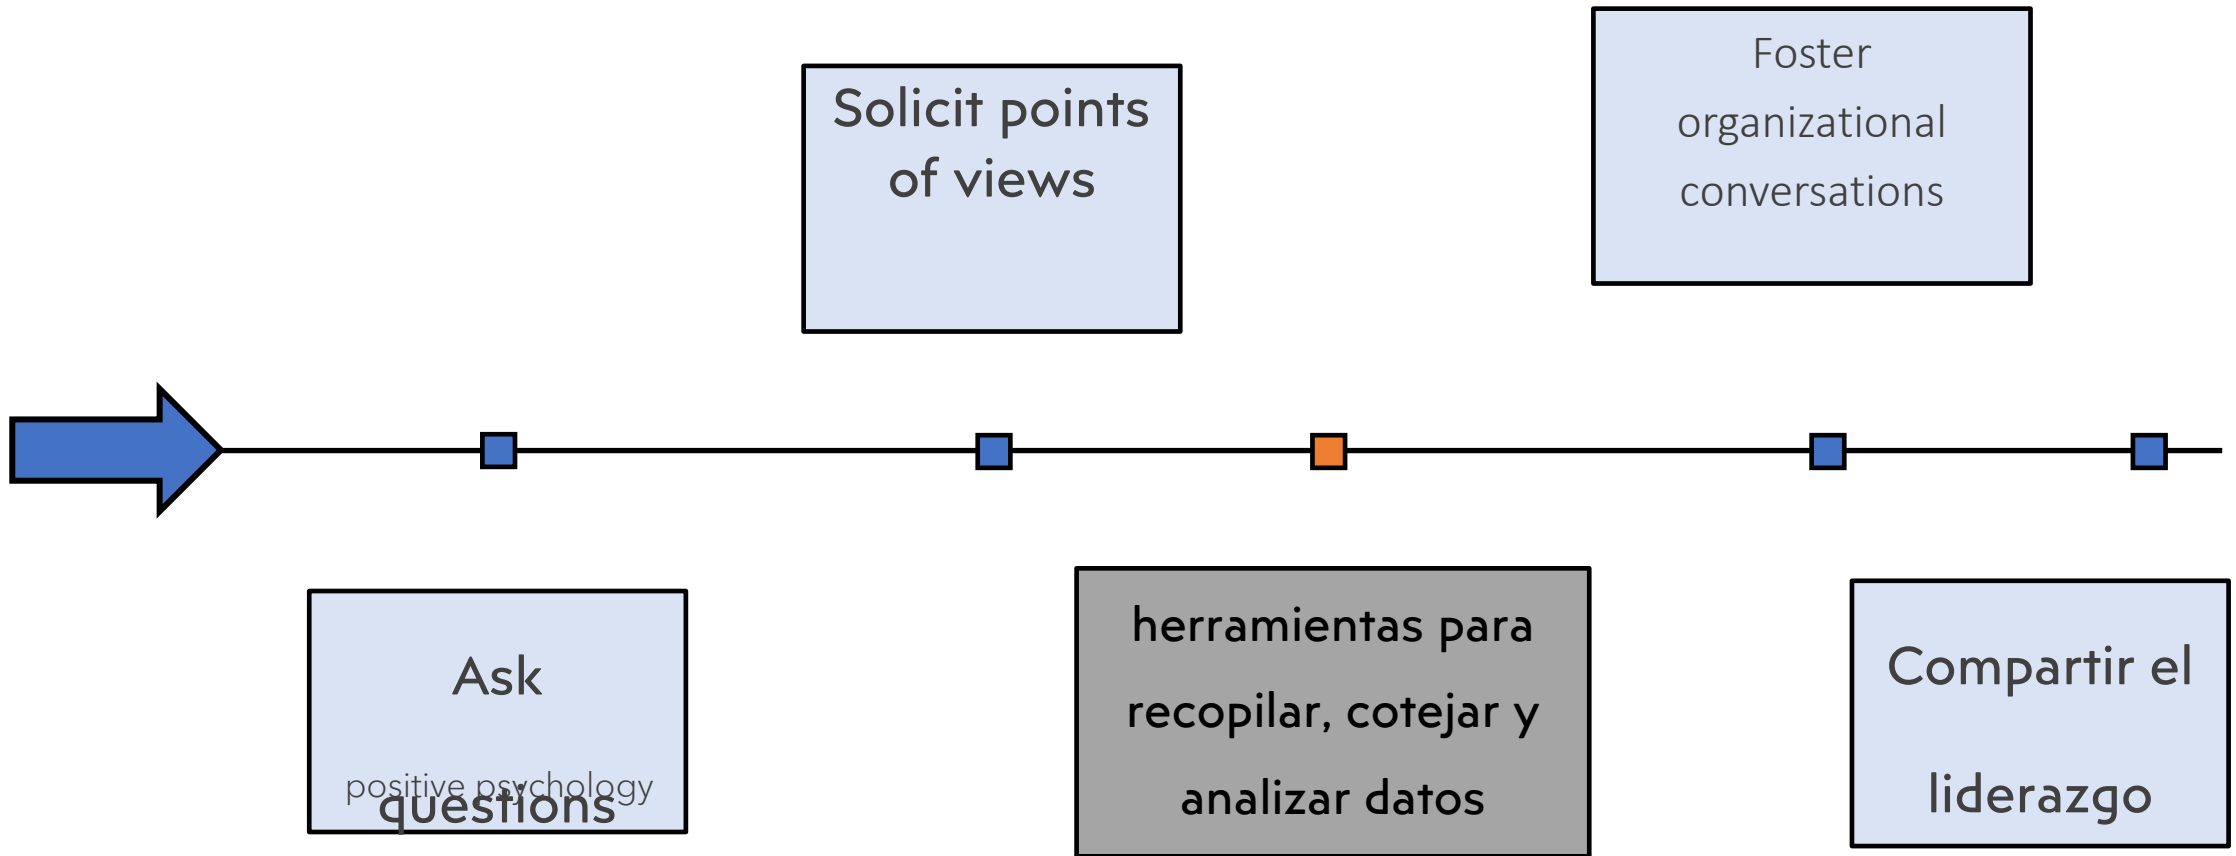 Solicit points
of views
Foster
organizational
conversations
Ask
positive psychology
questions
herramientas para
recopilar, cotejar y
analizar datos
Compartir el
liderazgo